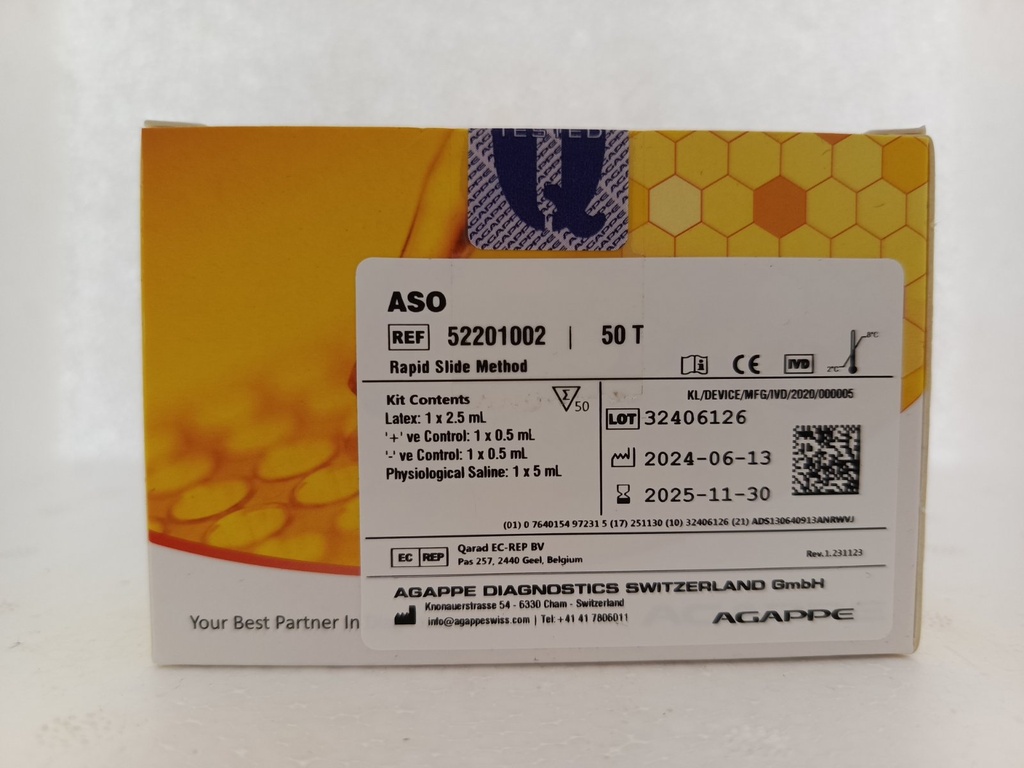 TESTED
ASO
REF 52201002 | 50 T
Rapid Slide Method
CE IVD 2°C 8°C
Kit Contents
Σ 50
Latex: 1 x 2.5 mL
'+' ve Control: 1 x 0.5 mL
'-' ve Control: 1 x 0.5 mL
Physiological Saline: 1 x 5 mL
KL/DEVICE/MFG/IVD/2020/000005
LOT 32406126
2024-06-13
2025-11-30
(01) 0 7640154 97231 5 (17) 251130 (10) 32406126 (21) ADS130640913ANRWVJ
EC REP Qarad EC-REP BV
Pas 257, 2440 Geel, Belgium
Rev.1.231123
AGAPPE DIAGNOSTICS SWITZERLAND GmbH
Knonauerstrasse 54 - 6330 Cham - Switzerland
info@agappeswiss.com | Tel:+41 41 7806011
AGAPPE
Your Best Partner In